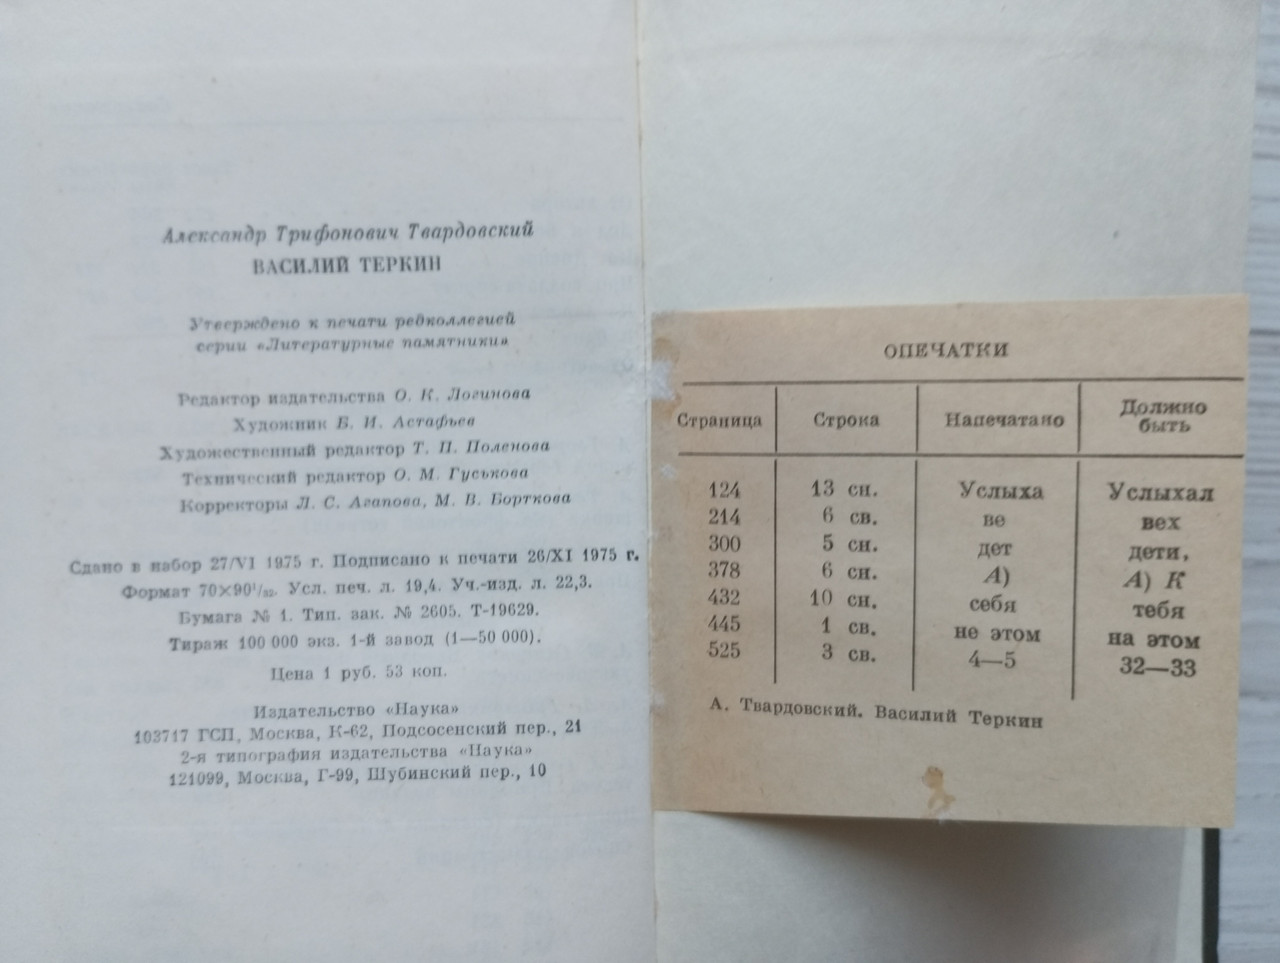 Александр Трифонович Твардовский
ВАСИЛИЙ ТЕРКИН
Утверждено к печати редколлегией
серии «Литературные памятники»
Редактор издательства О. К. Логинова
Художник Б. И. Астафьев
Художественный редактор Т. П. Поленова
Технический редактор О. М. Гуськова
Корректоры Л. С. Агапова, М. В. Борткова
Сдано в набор 27/VI 1975 г. Подписано к печати 26/XI 1975 г.
Формат 70×90¹/₃₂. Усл. печ. л. 19,4. Уч.-изд. л. 22,3.
Бумага № 1. Тип. зак. № 2605. Т-19629.
Тираж 100 000 экз. 1-й завод (1—50 000).
Цена 1 руб. 53 коп.
Издательство «Наука»
103717 ГСП, Москва, К-62, Подсосенский пер., 21
2-я типография издательства «Наука»
121099, Москва, Г-99, Шубинский пер., 10
ОПЕЧАТКИ
Страница Строка Напечатано Должно быть
124 13 сн. Услыха Услыхал
214 6 св. ве вех
300 5 сн. дет дети,
378 6 сн. А) А) К
432 10 сн. себя тебя
445 1 св. не этом на этом
525 3 св. 4—5 32—33
А. Твардовский. Василий Теркин